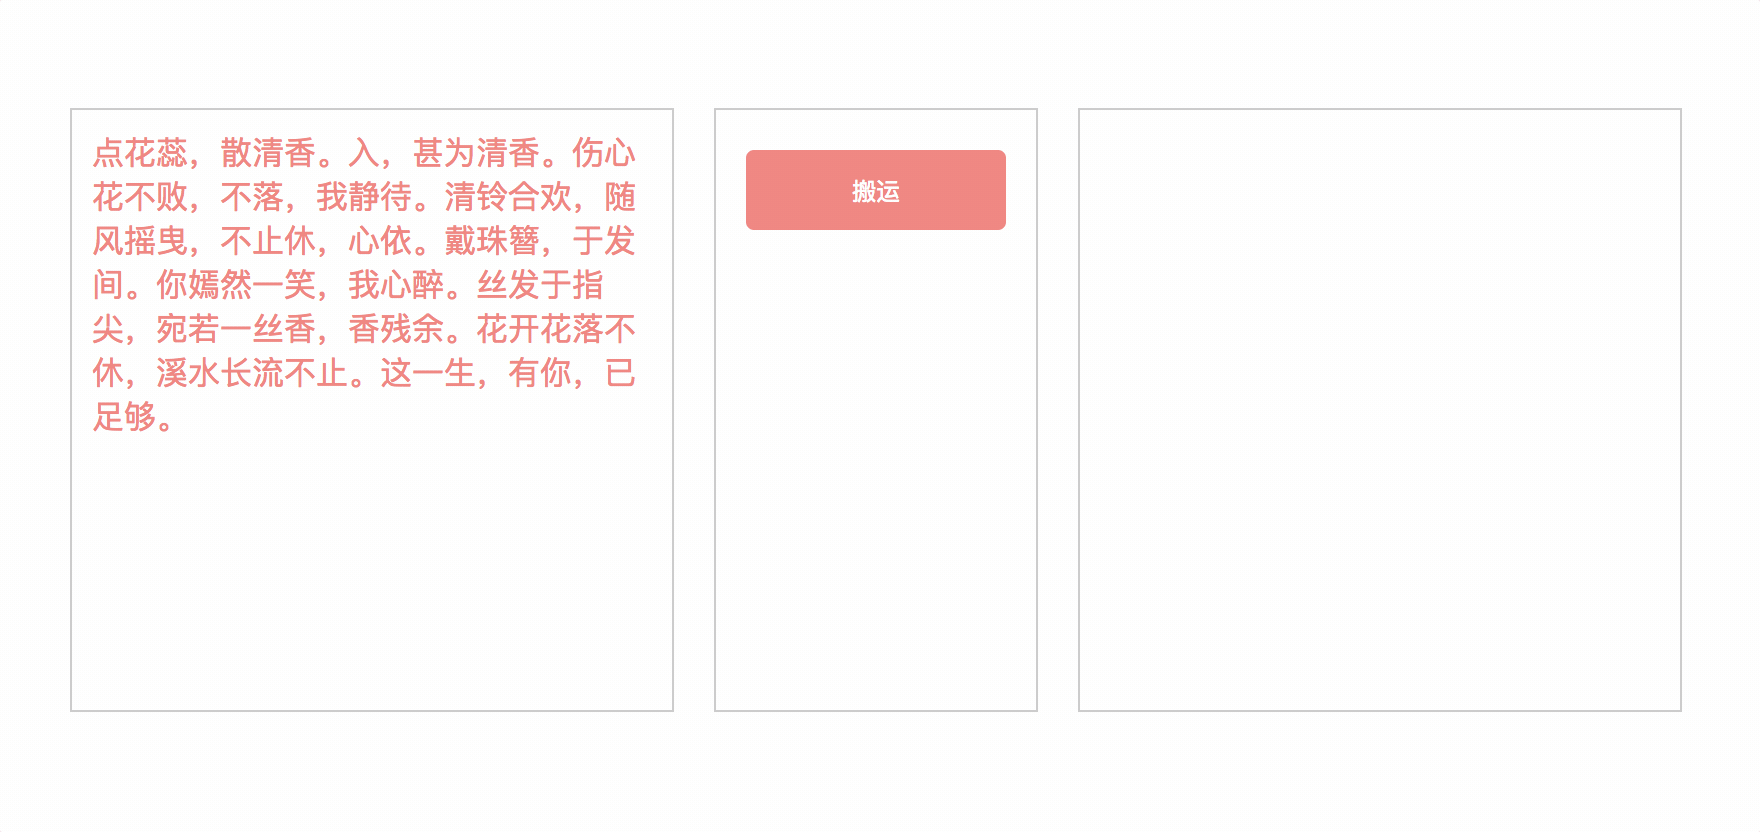 点花蕊，散清香。入，甚为清香。伤心
花不败，不落，我静待。清铃合欢，随
风摇曳，不止休，心依。戴珠簪，于发
间。你嫣然一笑，我心醉。丝发于指
尖，宛若一丝香，香残余。花开花落不
休，溪水长流不止。这一生，有你，已
足够。
搬运